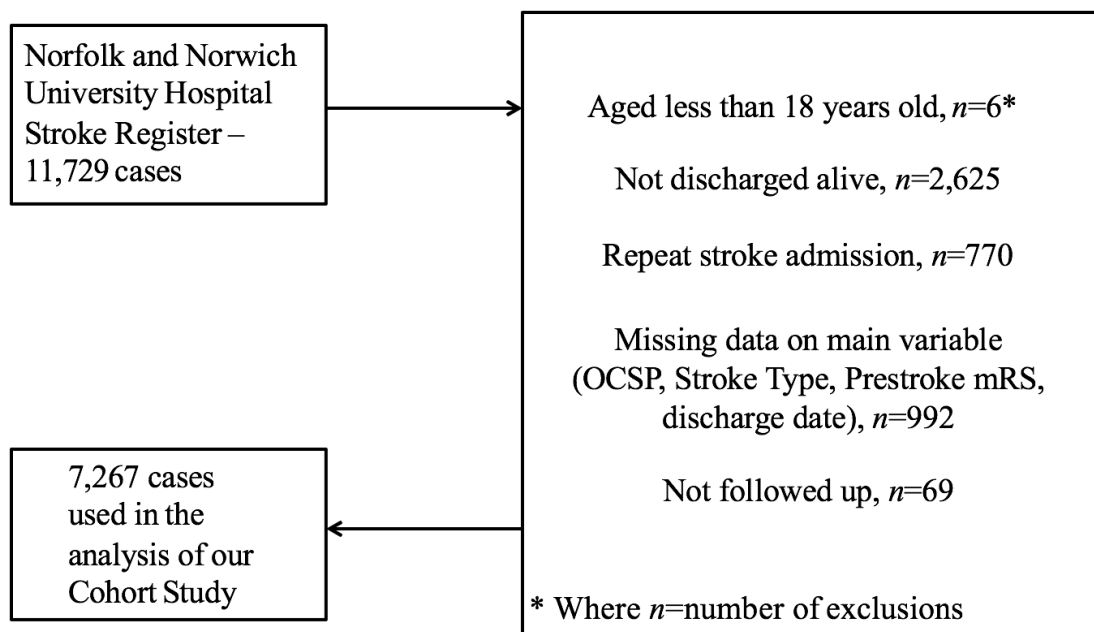 Norfolk and Norwich
University Hospital
Stroke Register –
11,729 cases
Aged less than 18 years old, n=6*
Not discharged alive, n=2,625
Repeat stroke admission, n=770
Missing data on main variable
(OCSP, Stroke Type, Prestroke mRS,
discharge date), n=992
Not followed up, n=69
* Where n=number of exclusions
7,267 cases
used in the
analysis of our
Cohort Study